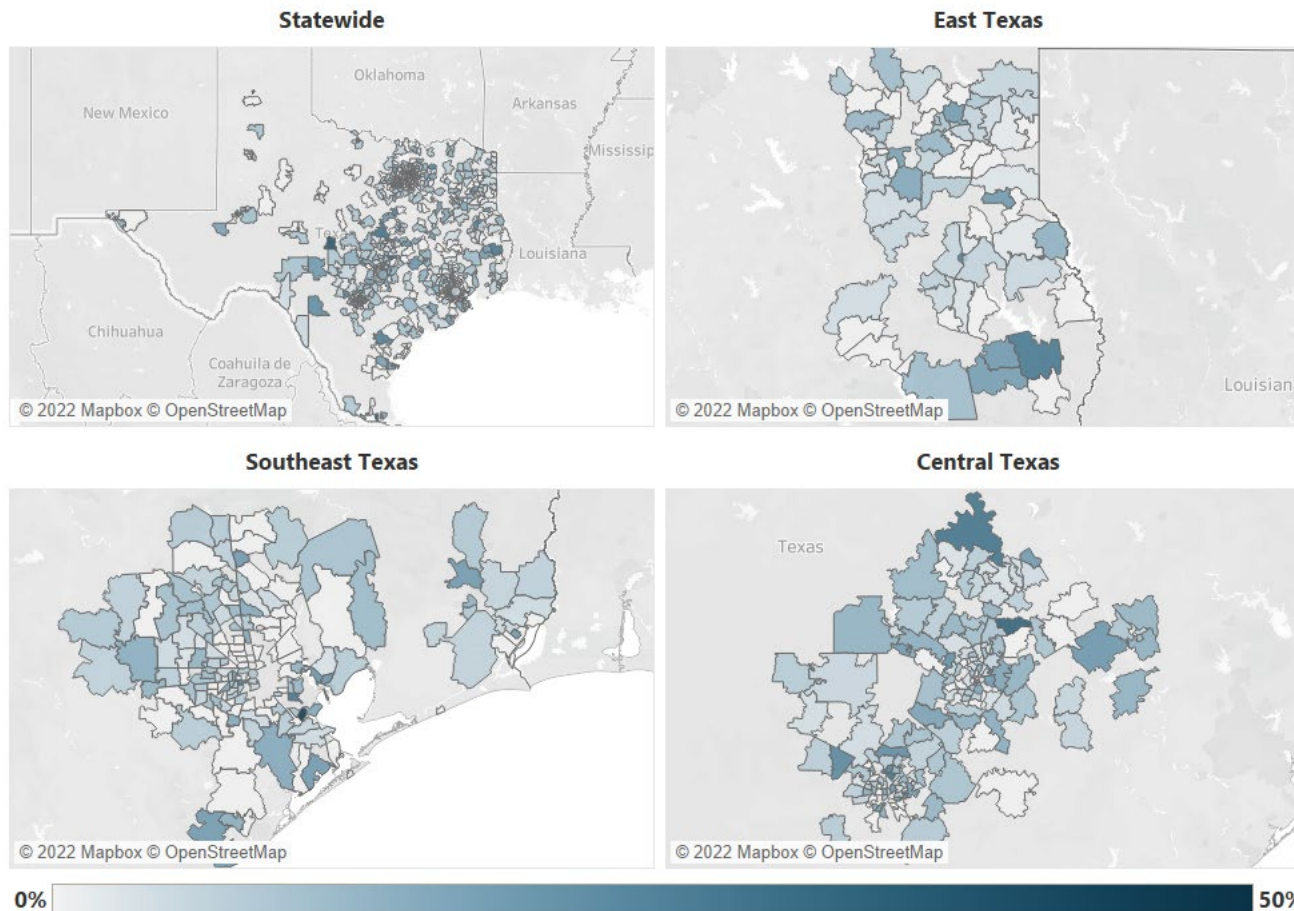 Statewide
East Texas
Oklahoma
New Mexico
Arkansas
Mississip
Tex
Louisiana
Chihuahua
Coahuila de
Zaragoza
© 2022 Mapbox © OpenStreetMap
Louisian
© 2022 Mapbox © OpenStreetMap
Southeast Texas
Central Texas
Texas
© 2022 Mapbox © OpenStreetMap
© 2022 Mapbox © OpenStreetMap
0%
50%